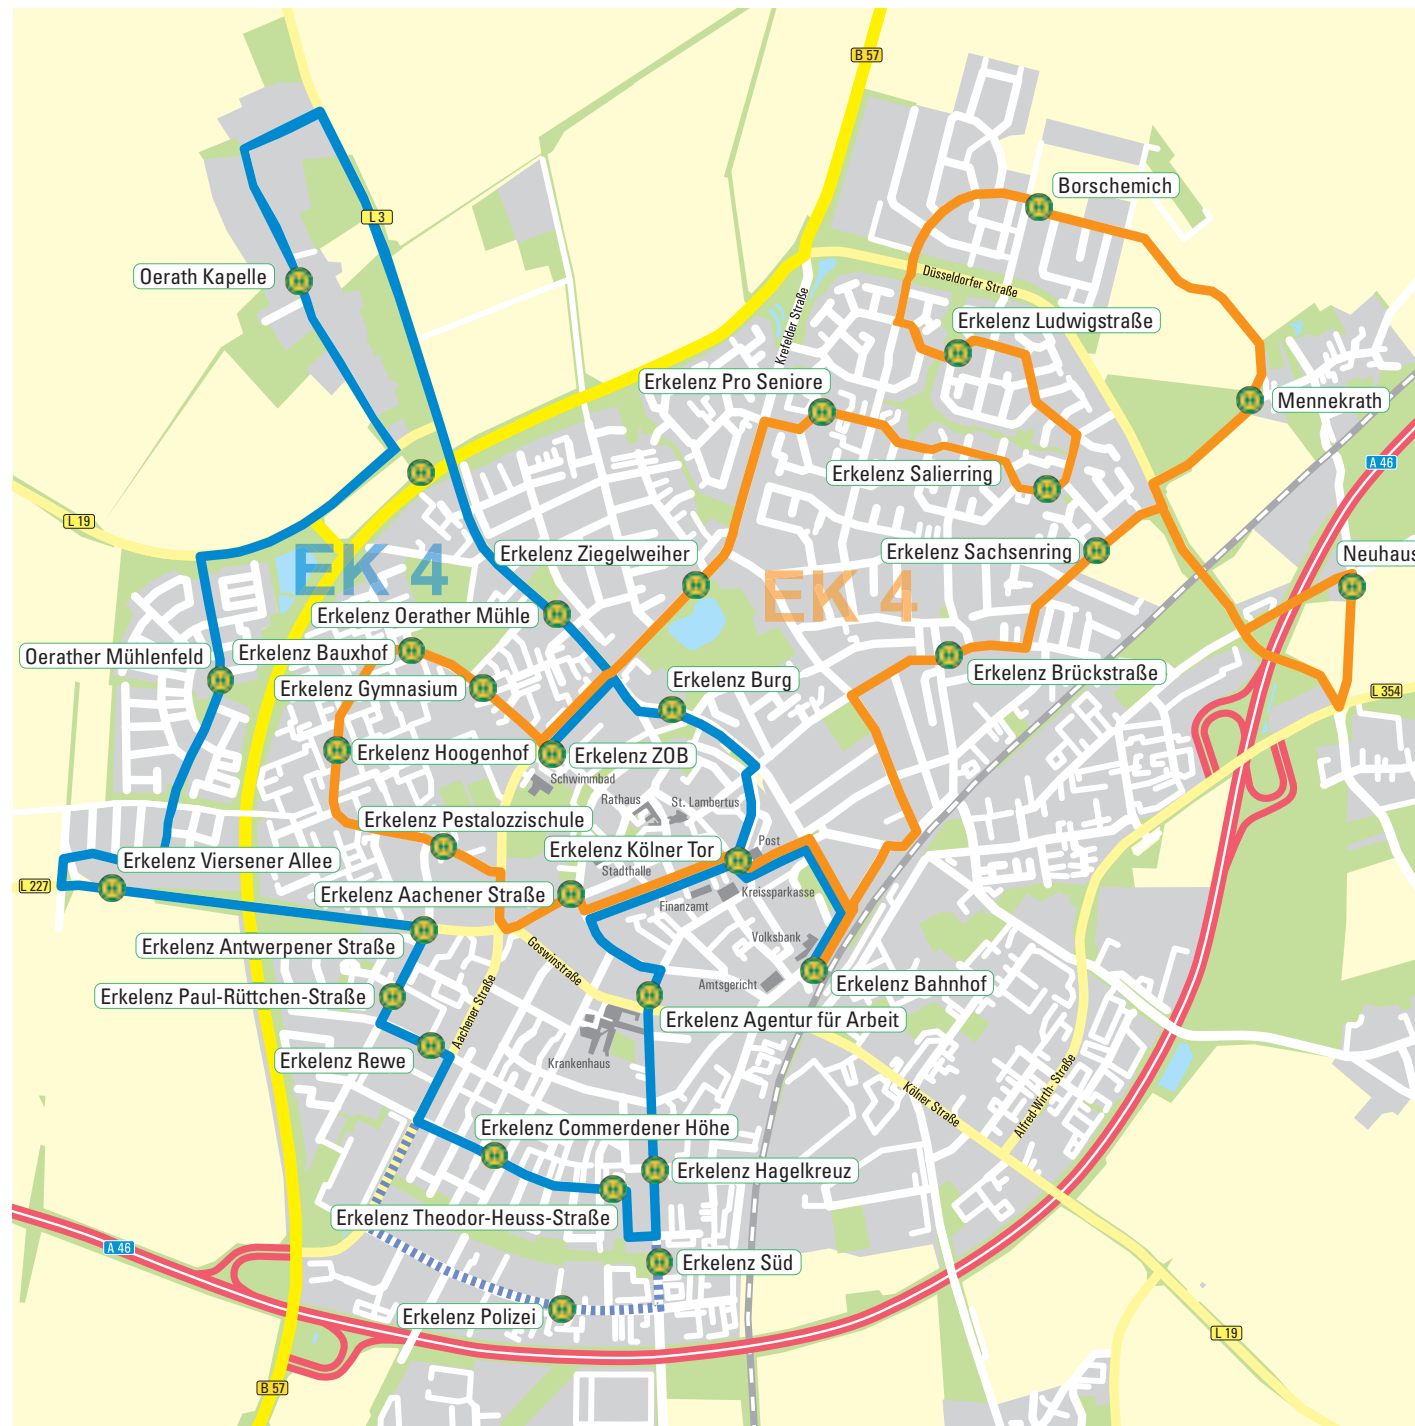 B 57
Borschemich
L 3
Oerath Kapelle
Düsseldorfer Straße
Krefelder Straße
Erkelenz Ludwigstraße
Erkelenz Pro Seniore
Mennekrath
A 46
Erkelenz Salierring
L 19
Erkelenz Ziegelweiher
Erkelenz Sachsenring
Neuhaus
EK 4
EK 4
Erkelenz Oerather Mühle
Erkelenz Bauxhof
Oerather Mühlenfeld
Erkelenz Gymnasium
Erkelenz Burg
Erkelenz Brückstraße
L 354
Erkelenz Hoogenhof
Erkelenz ZOB
Schwimmbad
Rathaus
St. Lambertus
Erkelenz Pestalozzischule
Post
Erkelenz Kölner Tor
Erkelenz Viersener Allee
Stadthalle
L 227
Erkelenz Aachener Straße
Kreissparkasse
Finanzamt
Erkelenz Antwerpener Straße
Goswinstraße
Volksbank
Amtsgericht
Erkelenz Bahnhof
Erkelenz Paul-Rüttchen-Straße
Aachener Straße
Erkelenz Agentur für Arbeit
Erkelenz Rewe
Krankenhaus
Kölner Straße
Alfred-Wirth- Straße
Erkelenz Commerdener Höhe
Erkelenz Hagelkreuz
Erkelenz Theodor-Heuss-Straße
A 46
Erkelenz Süd
Erkelenz Polizei
L 19
B 57